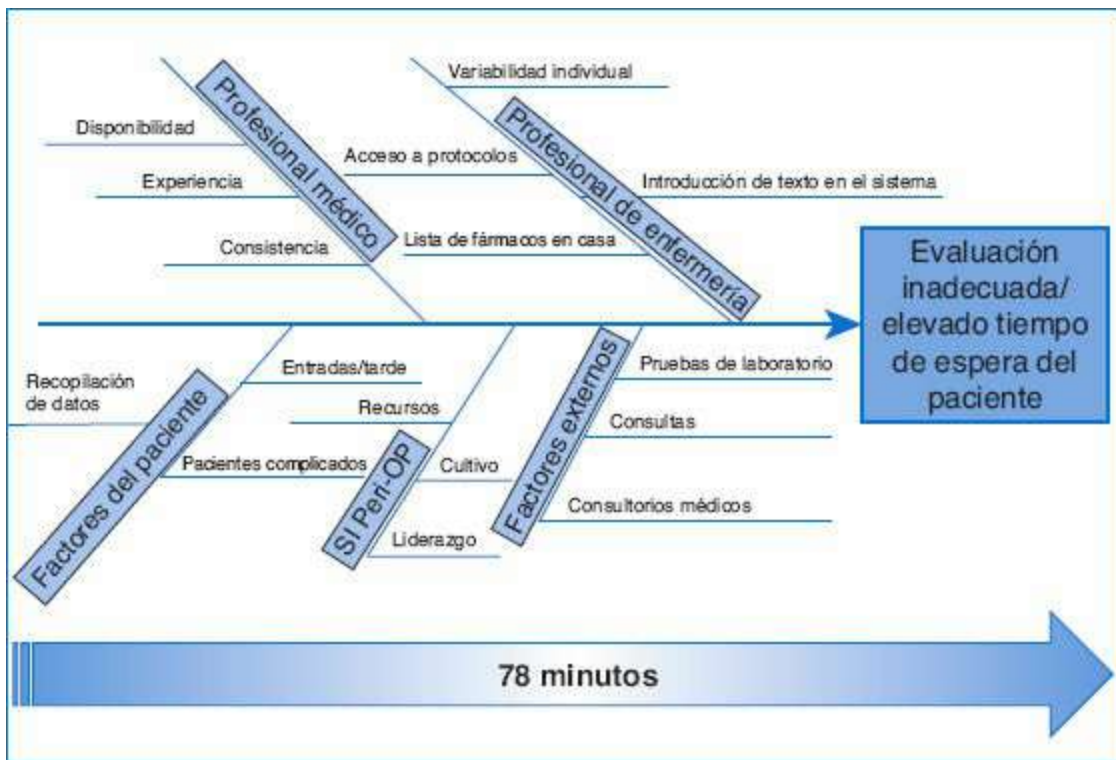 Variabilidad individual
Profesional médico
Profesional de enfermería
Disponibilidad
Acceso a protocolos
Experiencia
Introducción de texto en el sistema
Lista de fármacos en casa
Consistencia
Evaluación
inadecuada/
elevado tiempo
de espera del
paciente
Entradas/tarde
Pruebas de laboratorio
Recopilación
de datos
Recursos
Consultas
Factores del paciente
Pacientes complicados
SI Peri-OP
Cultivo
Factores externos
Consultorios médicos
Liderazgo
78 minutos